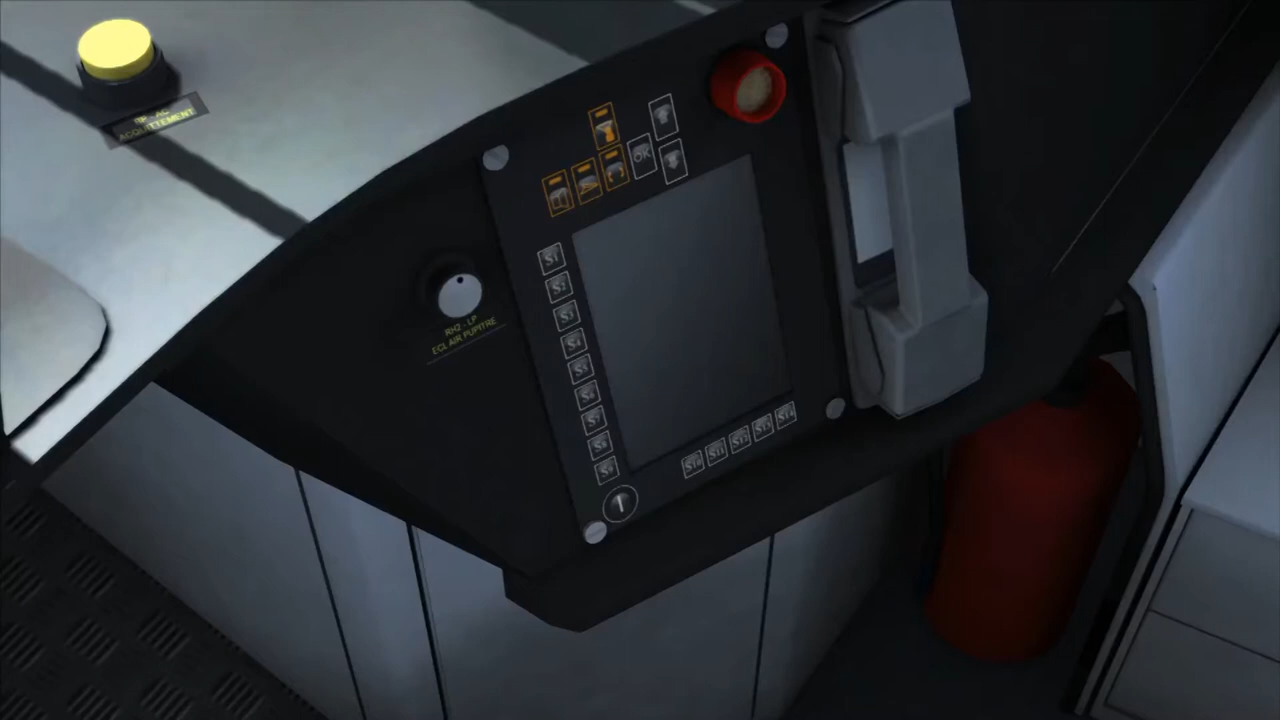 ACQUITTEMENT
OK
S1
S2
S3
S4
S5
S6
S7
S8
S9
S10
S11
S12
S13
S14
RH2 - LP
ECLAIR PUPITRE